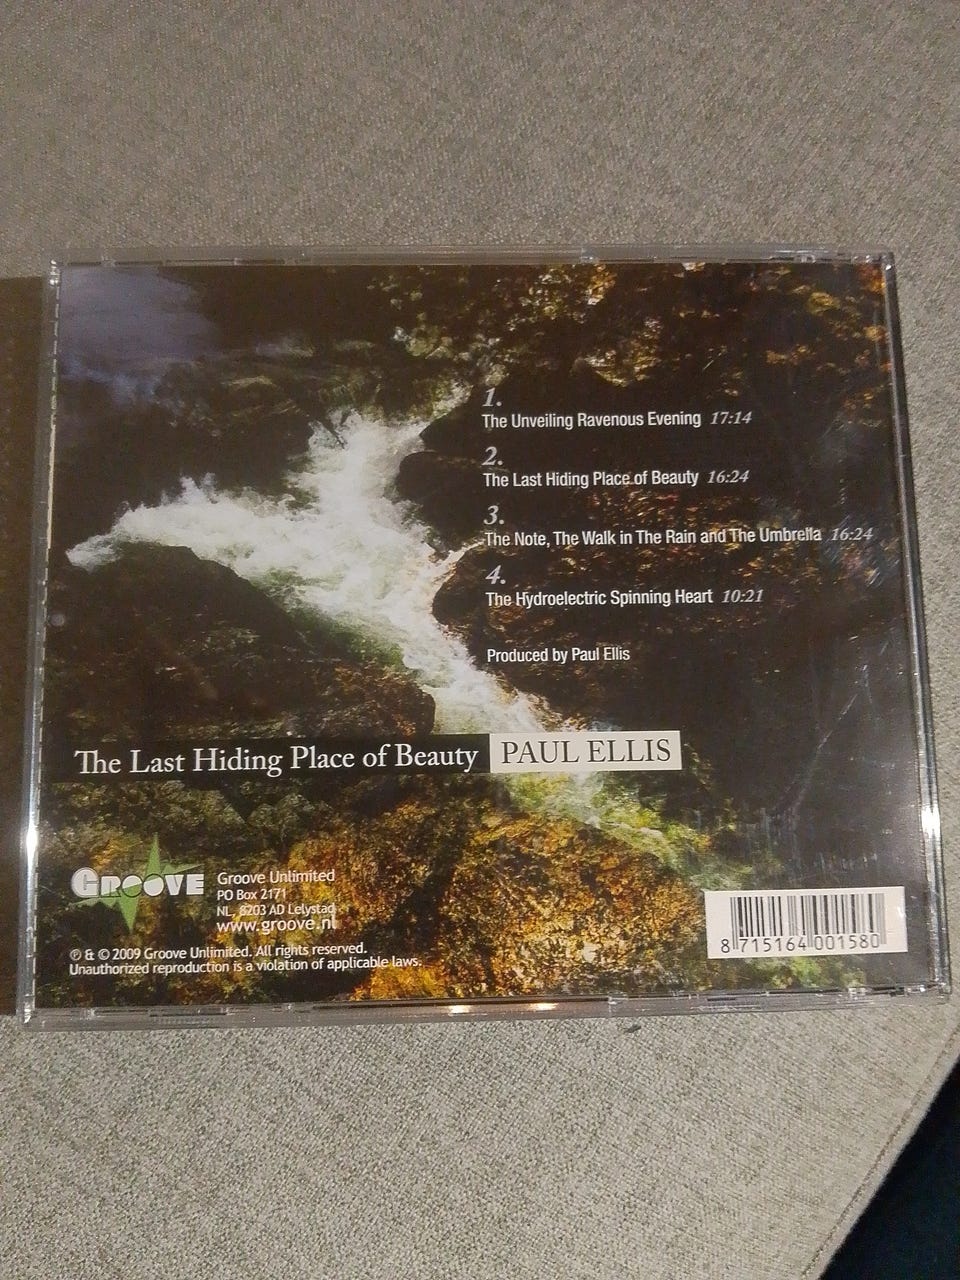 1.
The Unveiling Ravenous Evening 17:14
2.
The Last Hiding Place of Beauty 16:24
3.
The Note, The Walk in The Rain and The Umbrella 16:24
4.
The Hydroelectric Spinning Heart 10:21
Produced by Paul Ellis
The Last Hiding Place of Beauty PAUL ELLIS
GROOVE
Groove Unlimited
PO Box 2171
NL, 8203 AD Lelystad
www.groove.nl
℗ & © 2009 Groove Unlimited. All rights reserved.
Unauthorized reproduction is a violation of applicable laws.
8 715164 001580